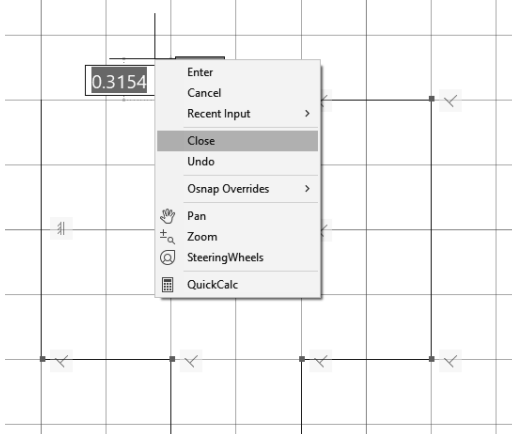 0.3154
Enter
Cancel
Recent Input
Close
Undo
Osnap Overrides
Pan
Zoom
SteeringWheels
QuickCalc